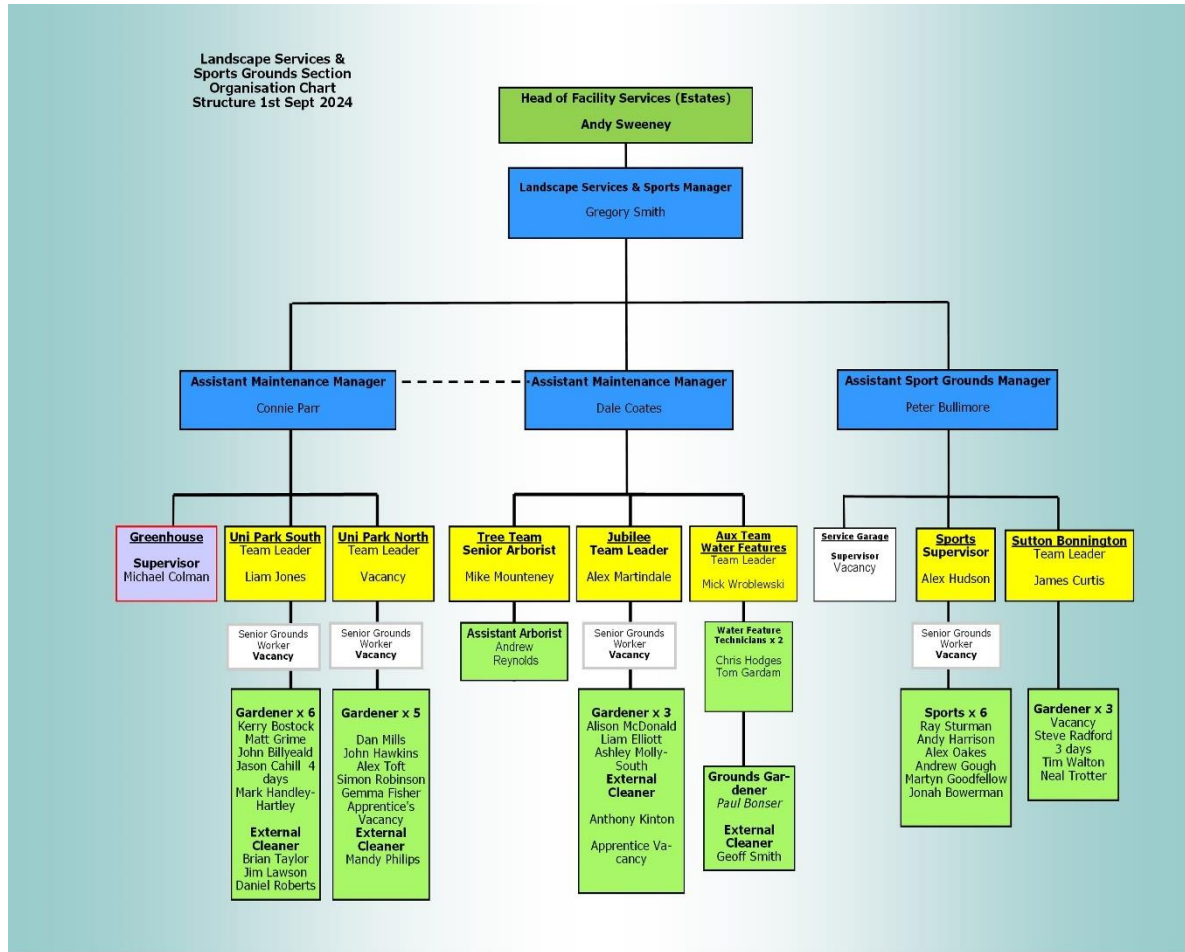 Landscape Services &
Sports Grounds Section
Organisation Chart
Structure 1st Sept 2024
Head of Facility Services (Estates)
Andy Sweeney
Landscape Services & Sports Manager
Gregory Smith
Assistant Maintenance Manager
Connie Parr
Assistant Maintenance Manager
Dale Coates
Assistant Sport Grounds Manager
Peter Bullimore
Greenhouse
Supervisor
Michael Colman
Uni Park South
Team Leader
Liam Jones
Uni Park North
Team Leader
Vacancy
Tree Team
Senior Arborist
Mike Mounteney
Jubilee
Team Leader
Alex Martindale
Aux Team
Water Features
Team Leader
Mick Wroblewski
Service Garage
Supervisor
Vacancy
Sports
Supervisor
Alex Hudson
Sutton Bonnington
Team Leader
James Curtis
Senior Grounds
Worker
Vacancy
Senior Grounds
Worker
Vacancy
Assistant Arborist
Andrew
Reynolds
Senior Grounds
Worker
Vacancy
Water Feature
Technicians x 2
Chris Hodges
Tom Gardam
Senior Grounds
Worker
Vacancy
Gardener x 6
Kerry Bostock
Matt Grime
John Billyeald
Jason Cahill 4
days
Mark Handley-
Hartley
External
Cleaner
Brian Taylor
Jim Lawson
Daniel Roberts
Gardener x 5
Dan Mills
John Hawkins
Alex Toft
Simon Robinson
Gemma Fisher
Apprentice's
Vacancy
External
Cleaner
Mandy Philips
Gardener x 3
Alison McDonald
Liam Elliott
Ashley Molly-
South
External
Cleaner
Anthony Kinton
Apprentice Va-
cancy
Grounds Gar-
dener
Paul Bonser
External
Cleaner
Geoff Smith
Sports x 6
Ray Sturman
Andy Harrison
Alex Oakes
Andrew Gough
Martyn Goodfellow
Jonah Bowerman
Gardener x 3
Vacancy
Steve Radford
3 days
Tim Walton
Neal Trotter